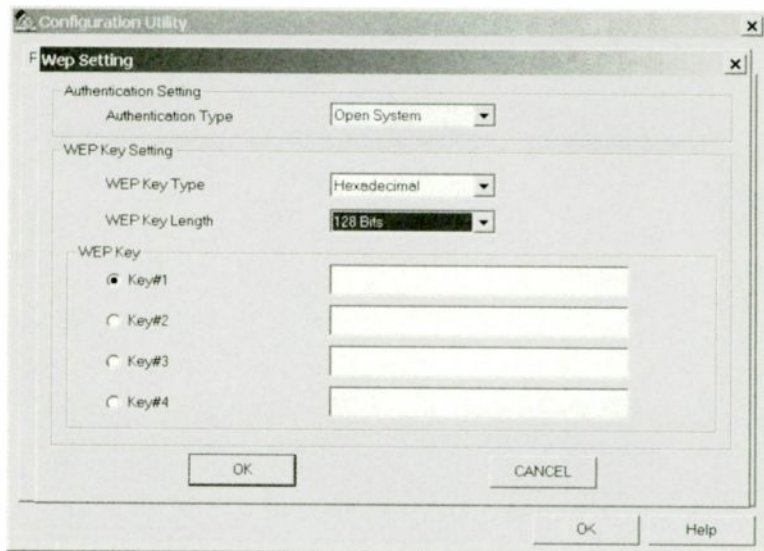 Configuration Utility
F
Wep Setting
Authentication Setting
Authentication Type
Open System
WEP Key Setting
WEP Key Type
Hexadecimal
WEP Key Length
128 Bits
WEP Key
Key#1
Key#2
Key#3
Key#4
OK
CANCEL
OK
Help